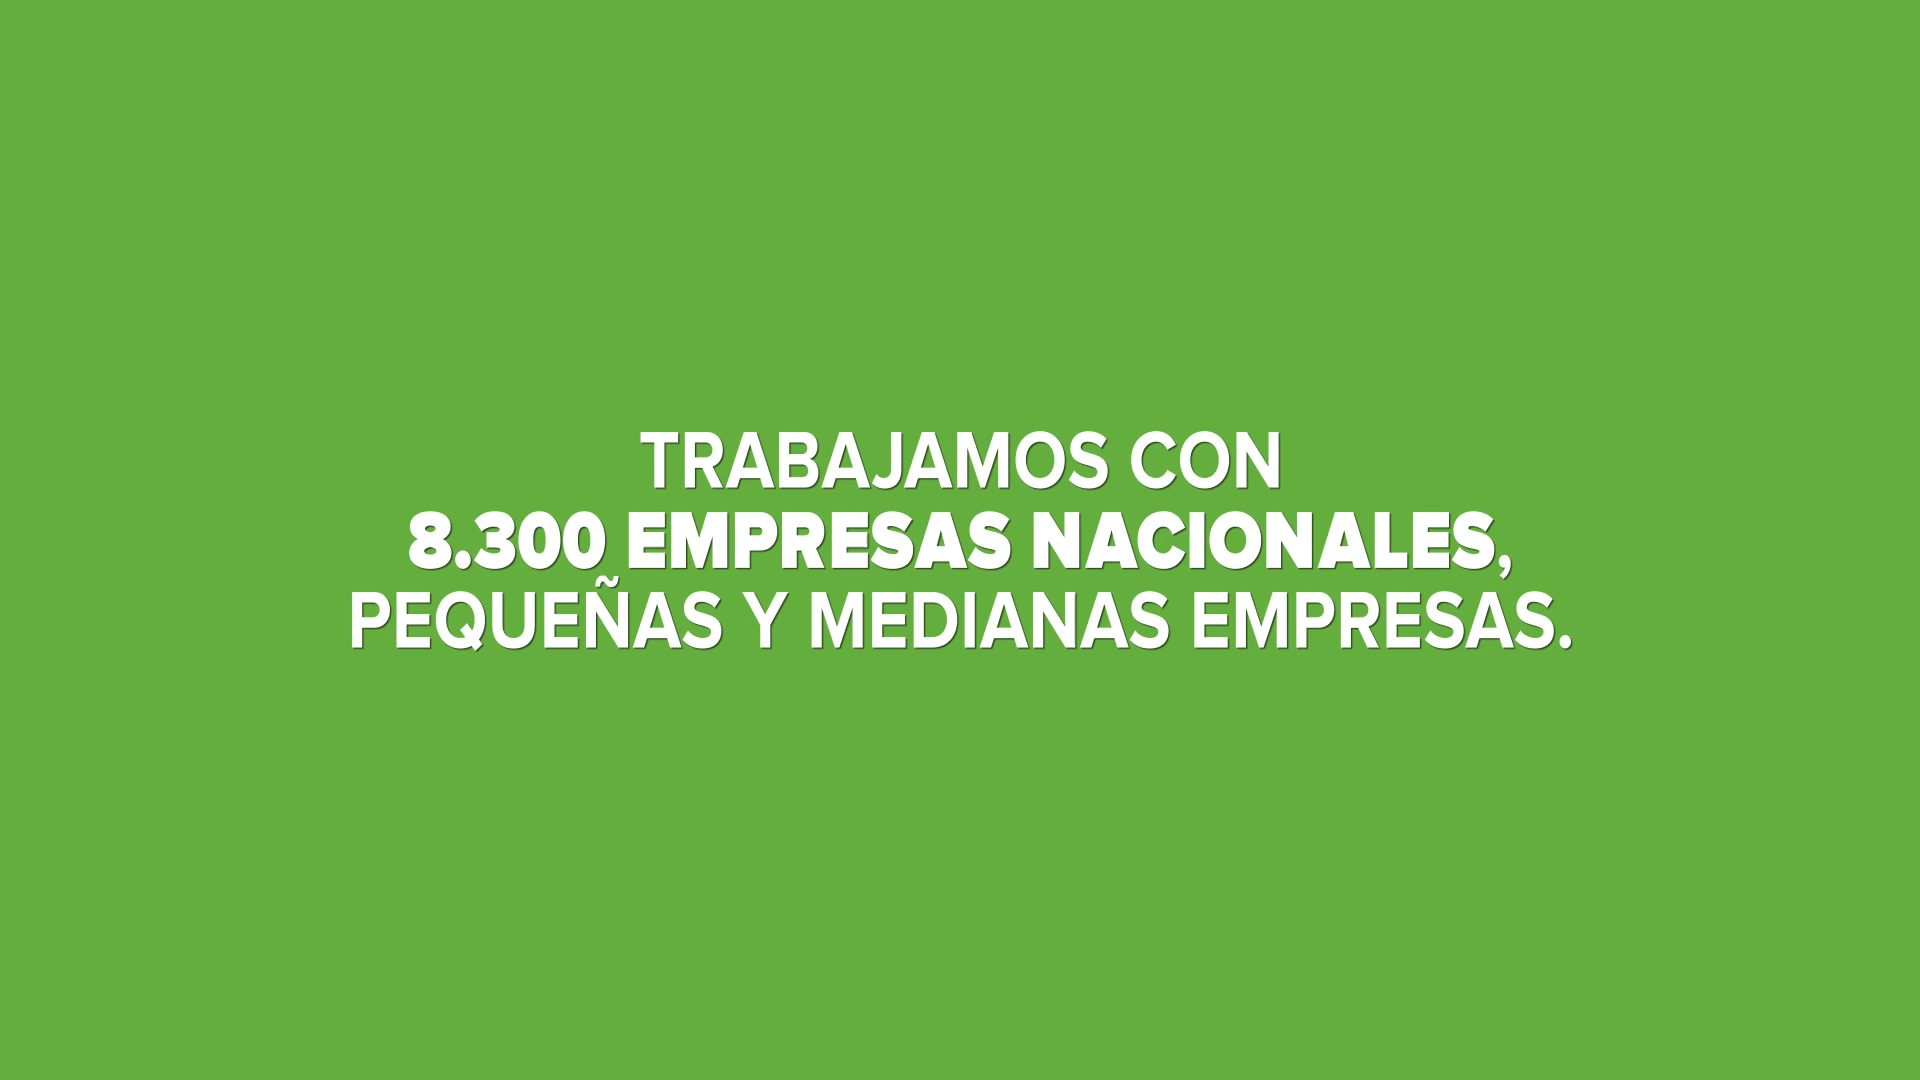 TRABAJAMOS CON
8.300 EMPRESAS NACIONALES,
PEQUEÑAS Y MEDIANAS EMPRESAS.